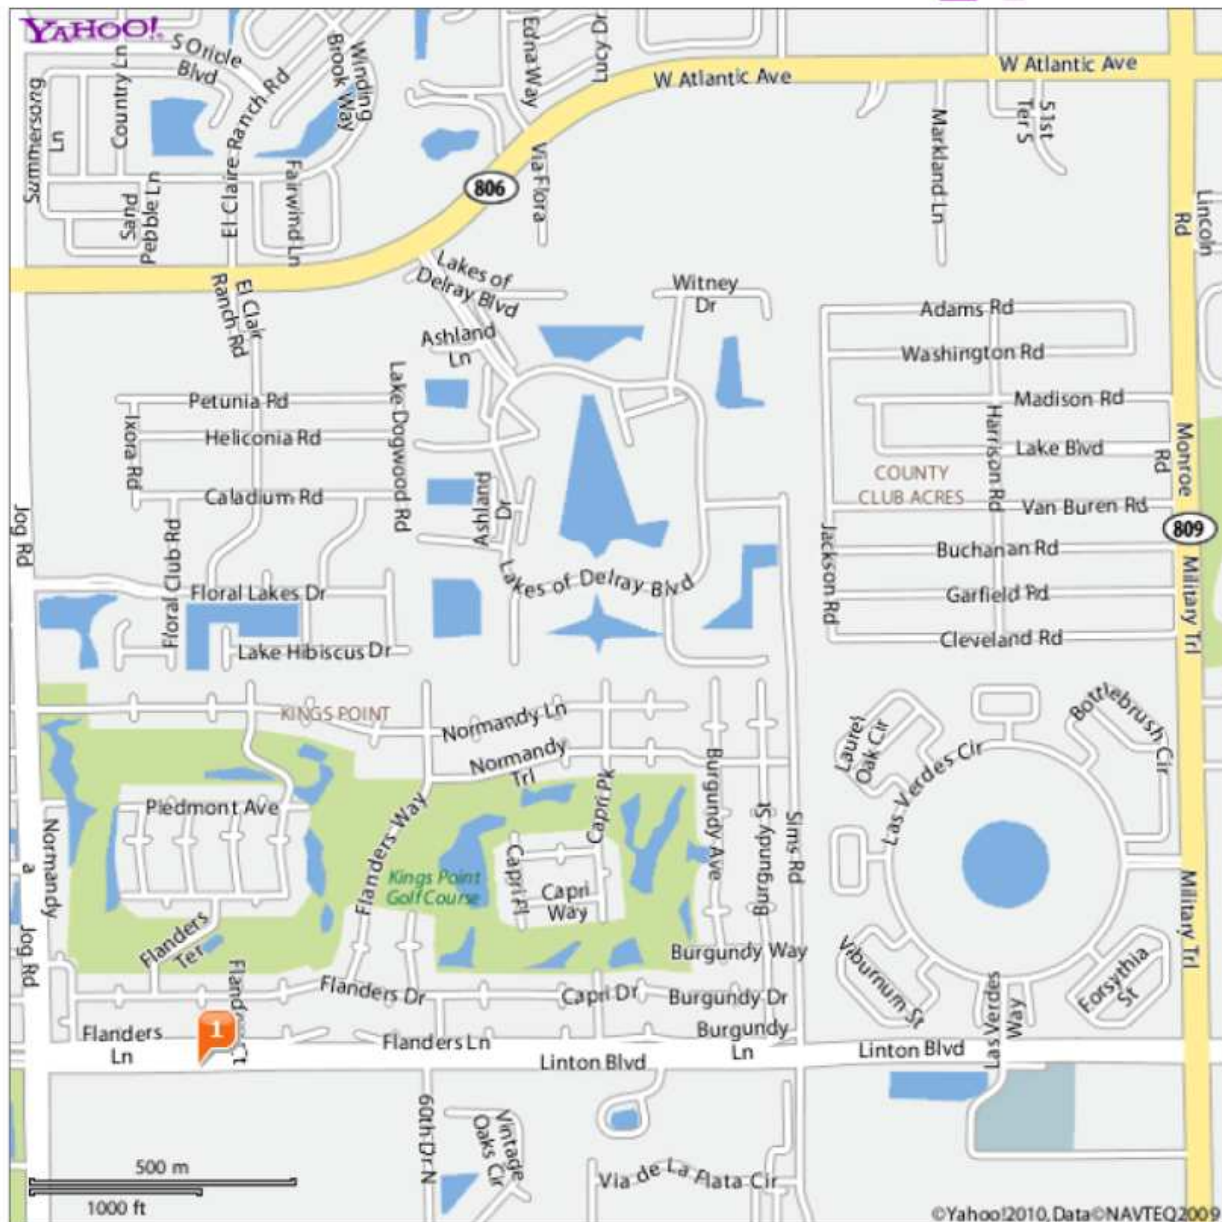 YAHOO!
S Oriole
Blvd
Country Ln
Summersong
Ln
El Claire Ranch Rd
Winding
Brook Way
Edna Way
Lucy Dr
W Atlantic Ave
W Atlantic Ave
51st
Ter S
Markland Ln
Via Flora
806
Fairwind Ln
Sand
Pebble Ln
Lincoln
Rd
El Clair
Ranch Rd
Lakes of
Delray Blvd
Witney
Dr
Adams Rd
Ashland
Ln
Washington Rd
Petunia Rd
Lake Dogwood Rd
Madison Rd
Ixora Rd
Heliconia Rd
Harrison Rd
Lake Blvd
Monroe
Rd
COUNTY
CLUB ACRES
Caladium Rd
Ashland
Dr
Van Buren Rd
Jog Rd
809
Floral Club Rd
Jackson Rd
Buchanan Rd
Lakes of Delray Blvd
Floral Lakes Dr
Garfield Rd
Military Trl
Cleveland Rd
Lake Hibiscus Dr
KINGS POINT
Normandy Ln
Normandy
Trl
Laurel
Oak Cir
Las Verdes Cir
Bottlebrush Cir
Piedmont Ave
Flanders Way
Capri Pk
Burgundy Ave
Burgundy St
Sims Rd
Normandy
a
Kings Point
Golf Course
Capri Pl
Capri
Way
Military Trl
Jog Rd
Flanders
Ter
Burgundy Way
Viburnum St
Forsythia
St
Flanders Ct
Flanders Dr
Capri Dr
Burgundy Dr
Las Verdes
Way
1
Flanders
Ln
Flanders Ln
Burgundy
Ln
Linton Blvd
Linton Blvd
60th Dr N
Vintage
Oaks Cir
Via de La Plata Cir
500 m
1000 ft
©Yahoo!2010, Data©NAVTEQ2009